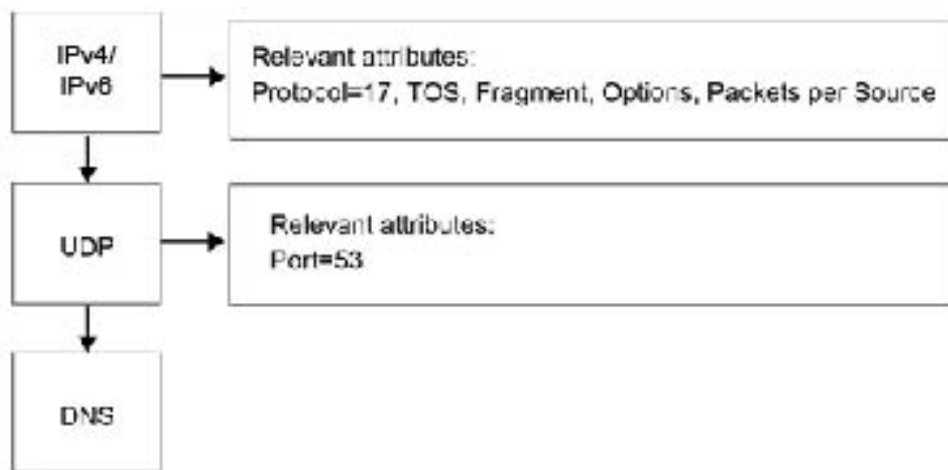 IPv4/
IPv6
Relevant attributes:
Protocol=17, TOS, Fragment, Options, Packets per Source
UDP
Relevant attributes:
Port=53
DNS